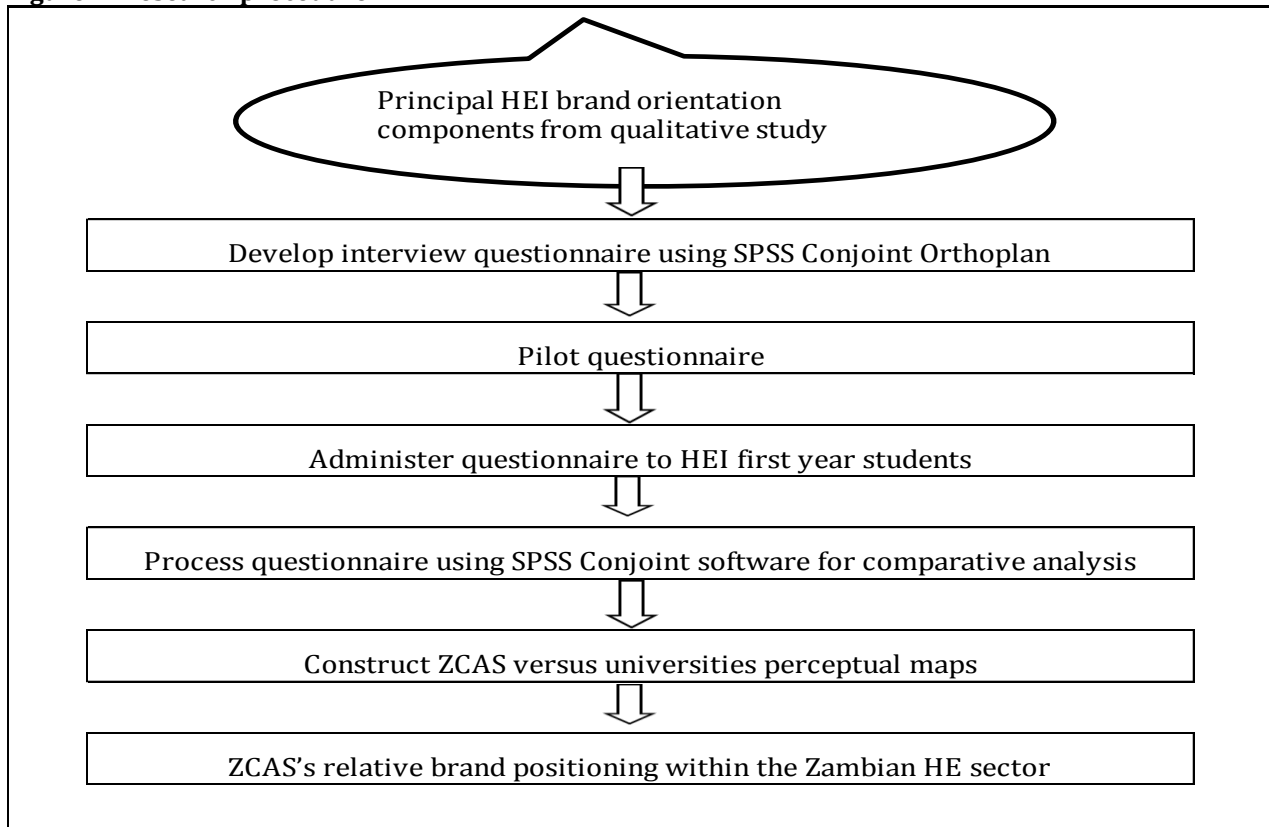 Principal HEI brand orientation
components from qualitative study
Develop interview questionnaire using SPSS Conjoint Orthoplan
Pilot questionnaire
Administer questionnaire to HEI first year students
Process questionnaire using SPSS Conjoint software for comparative analysis
Construct ZCAS versus universities perceptual maps
ZCAS’s relative brand positioning within the Zambian HE sector